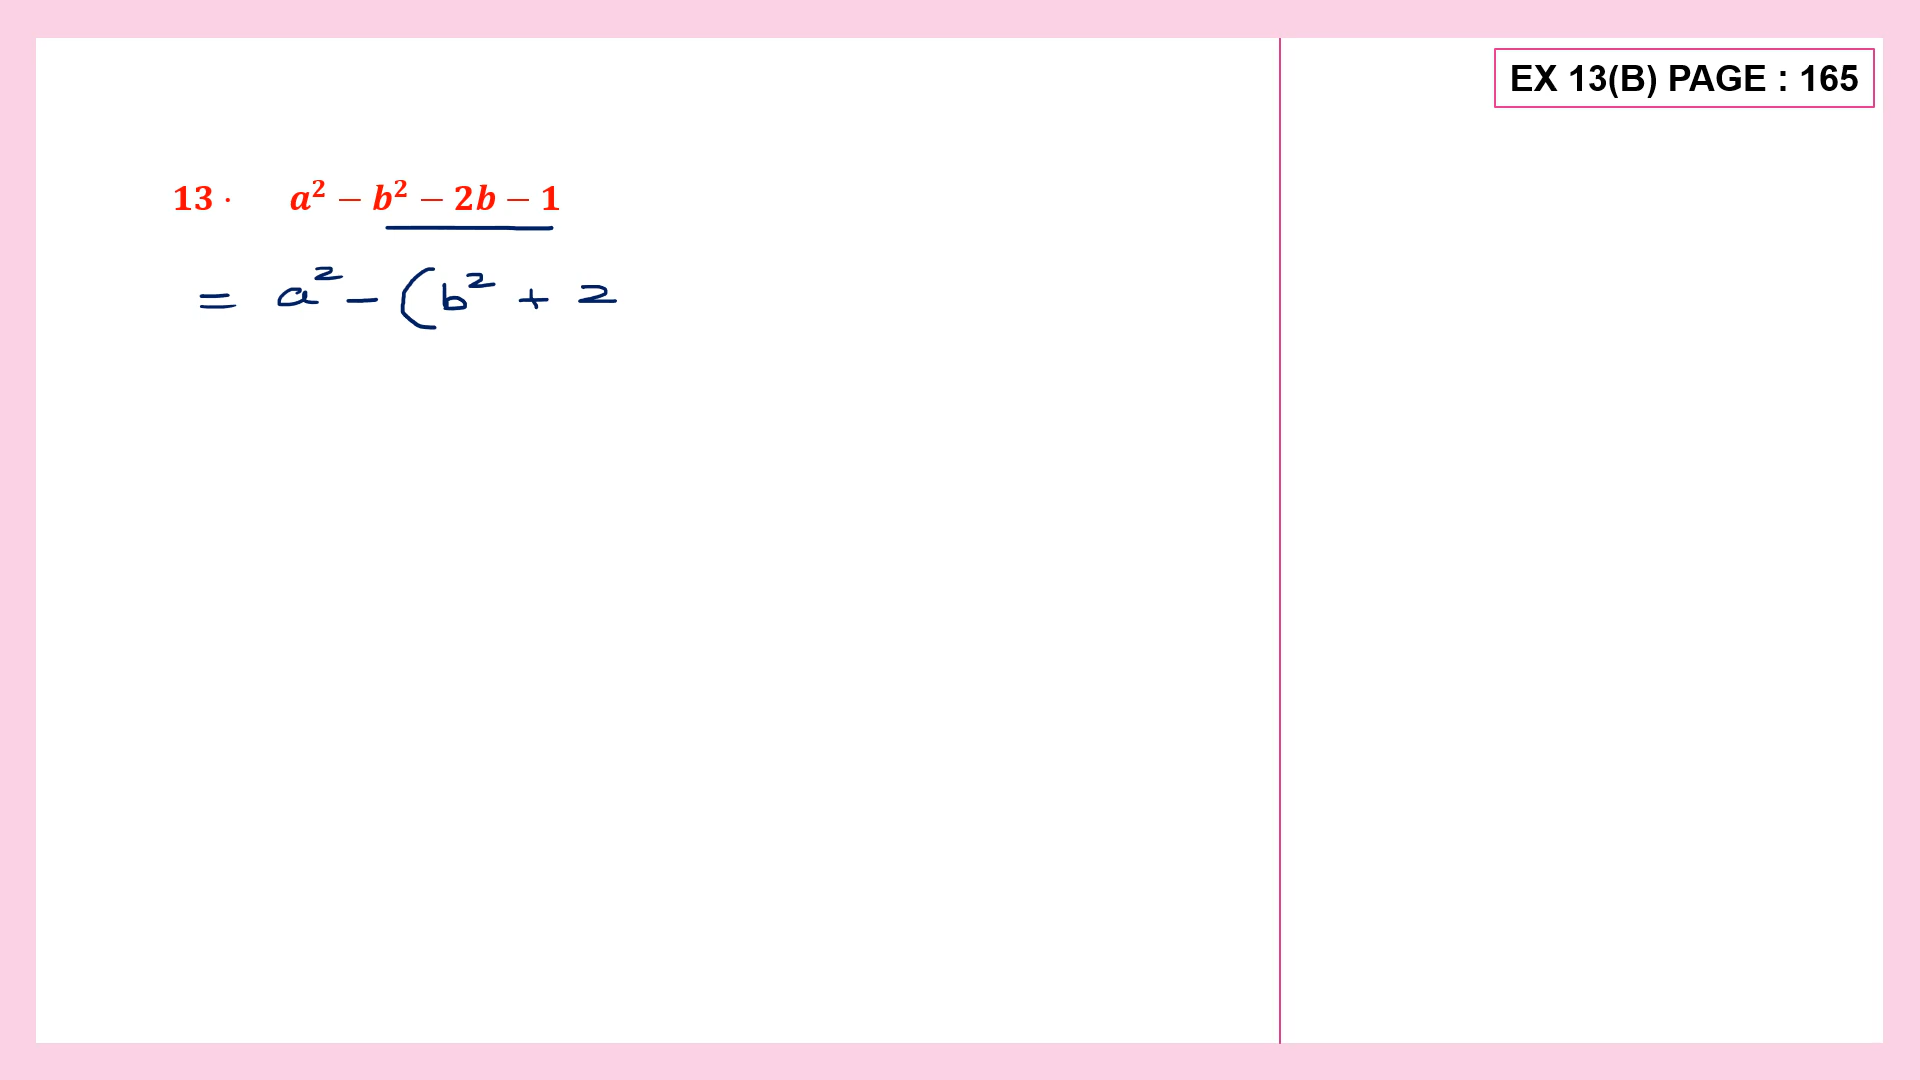 EX 13(B) PAGE : 165
13 · a² − b² − 2b − 1
= a² − (b² + 2